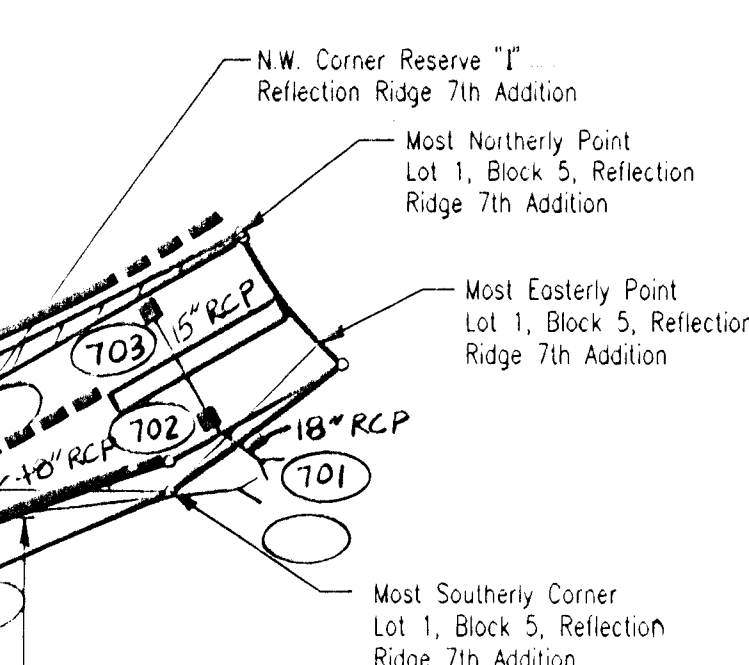 N.W. Corner Reserve "I"
Reflection Ridge 7th Addition
Most Northerly Point
Lot 1, Block 5, Reflection
Ridge 7th Addition
Most Easterly Point
Lot 1, Block 5, Reflection
Ridge 7th Addition
15" RCP
703
702
18" RCP
18" RCP
701
Most Southerly Corner
Lot 1, Block 5, Reflection
Ridge 7th Addition